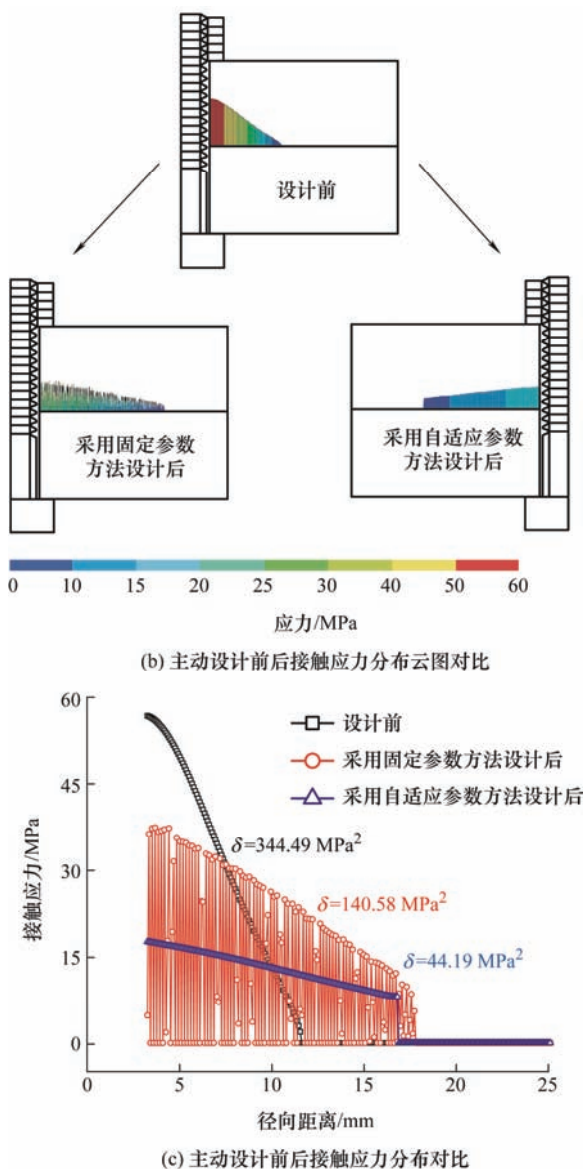 设计前
采用固定参数
方法设计后
采用自适应参数
方法设计后
0 10 15 20 25 30 40 45 50 60
应力/MPa
(b) 主动设计前后接触应力分布云图对比
60
45
30
15
0
接触应力/MPa
设计前
采用固定参数方法设计后
采用自适应参数方法设计后
δ=344.49 MPa²
δ=140.58 MPa²
δ=44.19 MPa²
0 5 10 15 20 25
径向距离/mm
(c) 主动设计前后接触应力分布对比